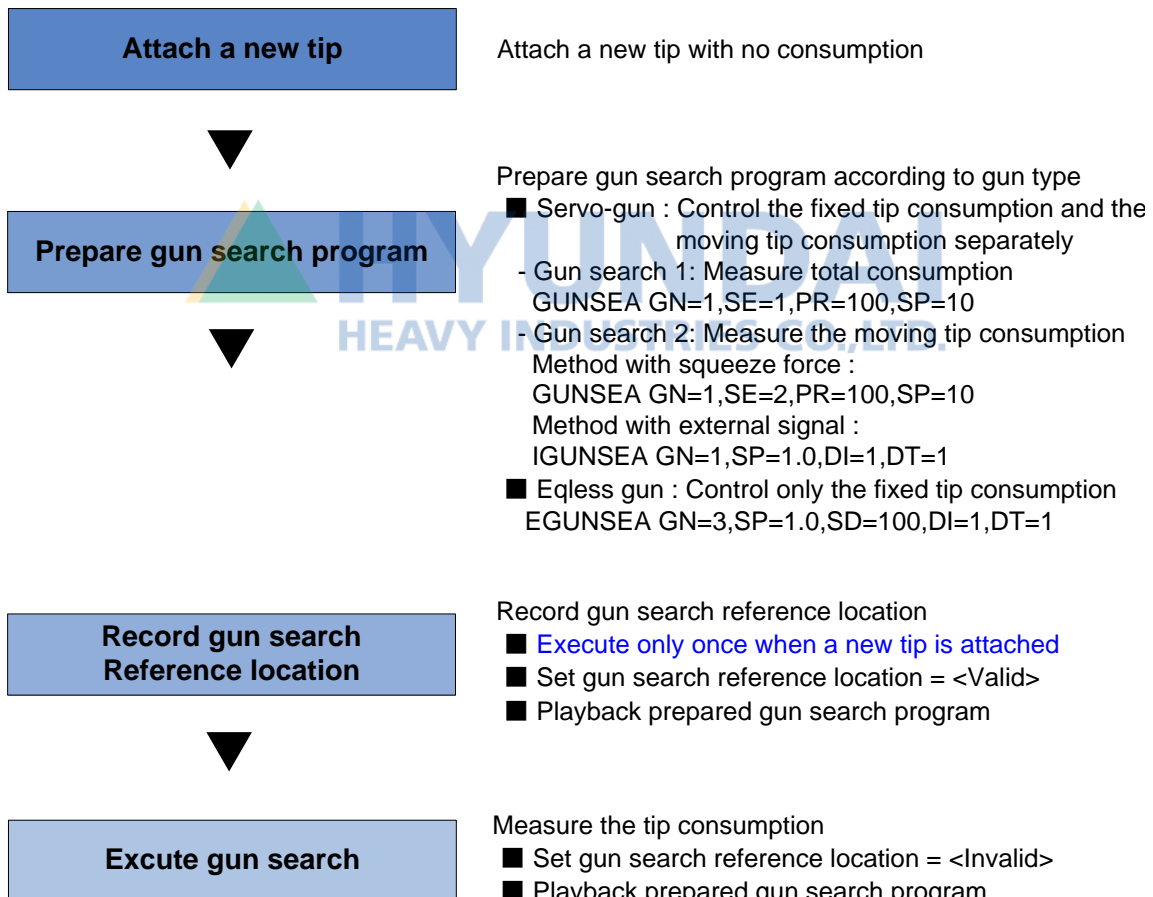 Attach a new tip
Attach a new tip with no consumption
Prepare gun search program
Prepare gun search program according to gun type
■ Servo-gun : Control the fixed tip consumption and the
moving tip consumption separately
- Gun search 1: Measure total consumption
GUNSEA GN=1,SE=1,PR=100,SP=10
- Gun search 2: Measure the moving tip consumption
Method with squeeze force :
GUNSEA GN=1,SE=2,PR=100,SP=10
Method with external signal :
IGUNSEA GN=1,SP=1.0,DI=1,DT=1
■ Eqless gun : Control only the fixed tip consumption
EGUNSEA GN=3,SP=1.0,SD=100,DI=1,DT=1
HYUNDAI
HEAVY INDUSTRIES CO.,LTD.
Record gun search
Reference location
Record gun search reference location
■ Execute only once when a new tip is attached
■ Set gun search reference location = <Valid>
■ Playback prepared gun search program
Excute gun search
Measure the tip consumption
■ Set gun search reference location = <Invalid>
■ Playback prepared gun search program